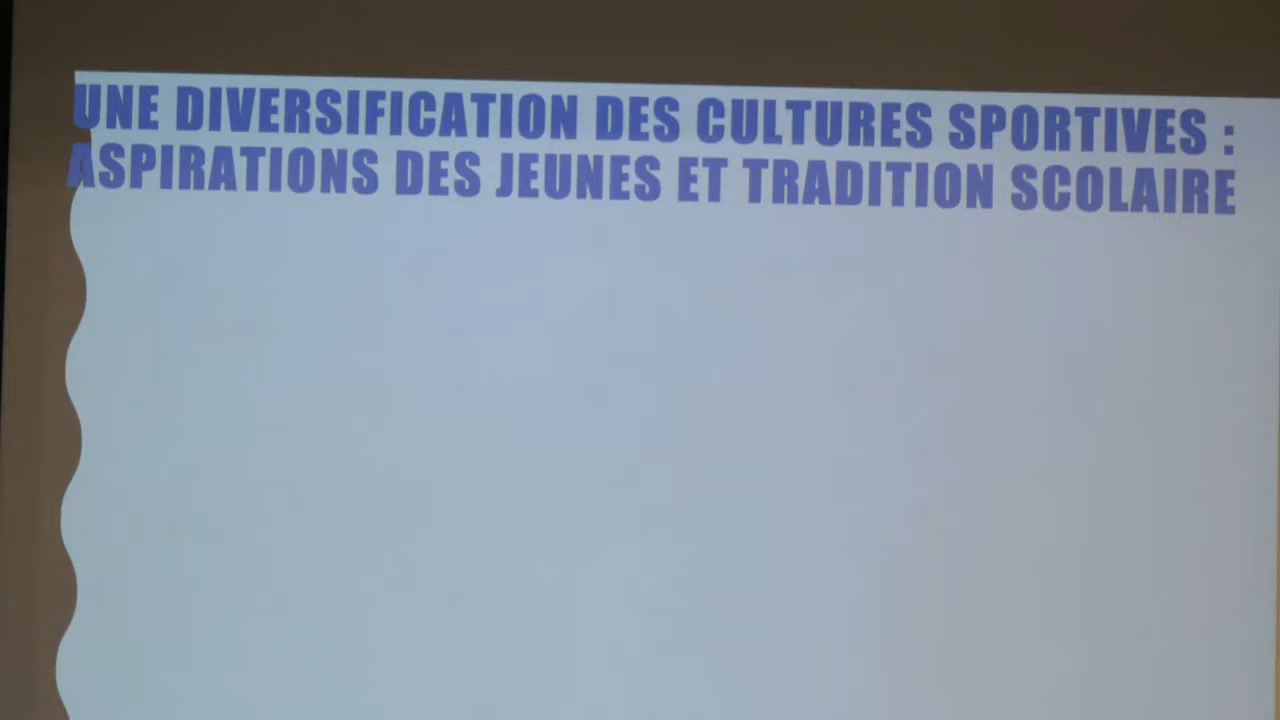 UNE DIVERSIFICATION DES CULTURES SPORTIVES :
ASPIRATIONS DES JEUNES ET TRADITION SCOLAIRE